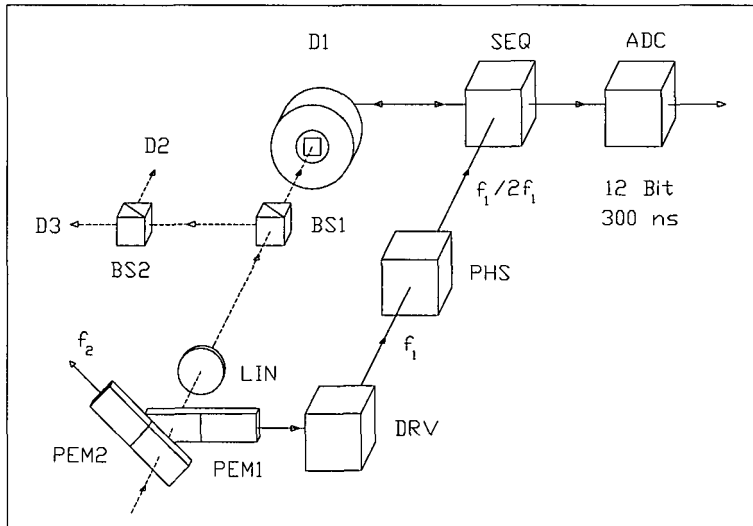 D1
SEQ
ADC
D2
D3
BS2
BS1
f₁/2f₁
12 Bit
300 ns
PHS
f₂
LIN
f₁
PEM2
PEM1
DRV